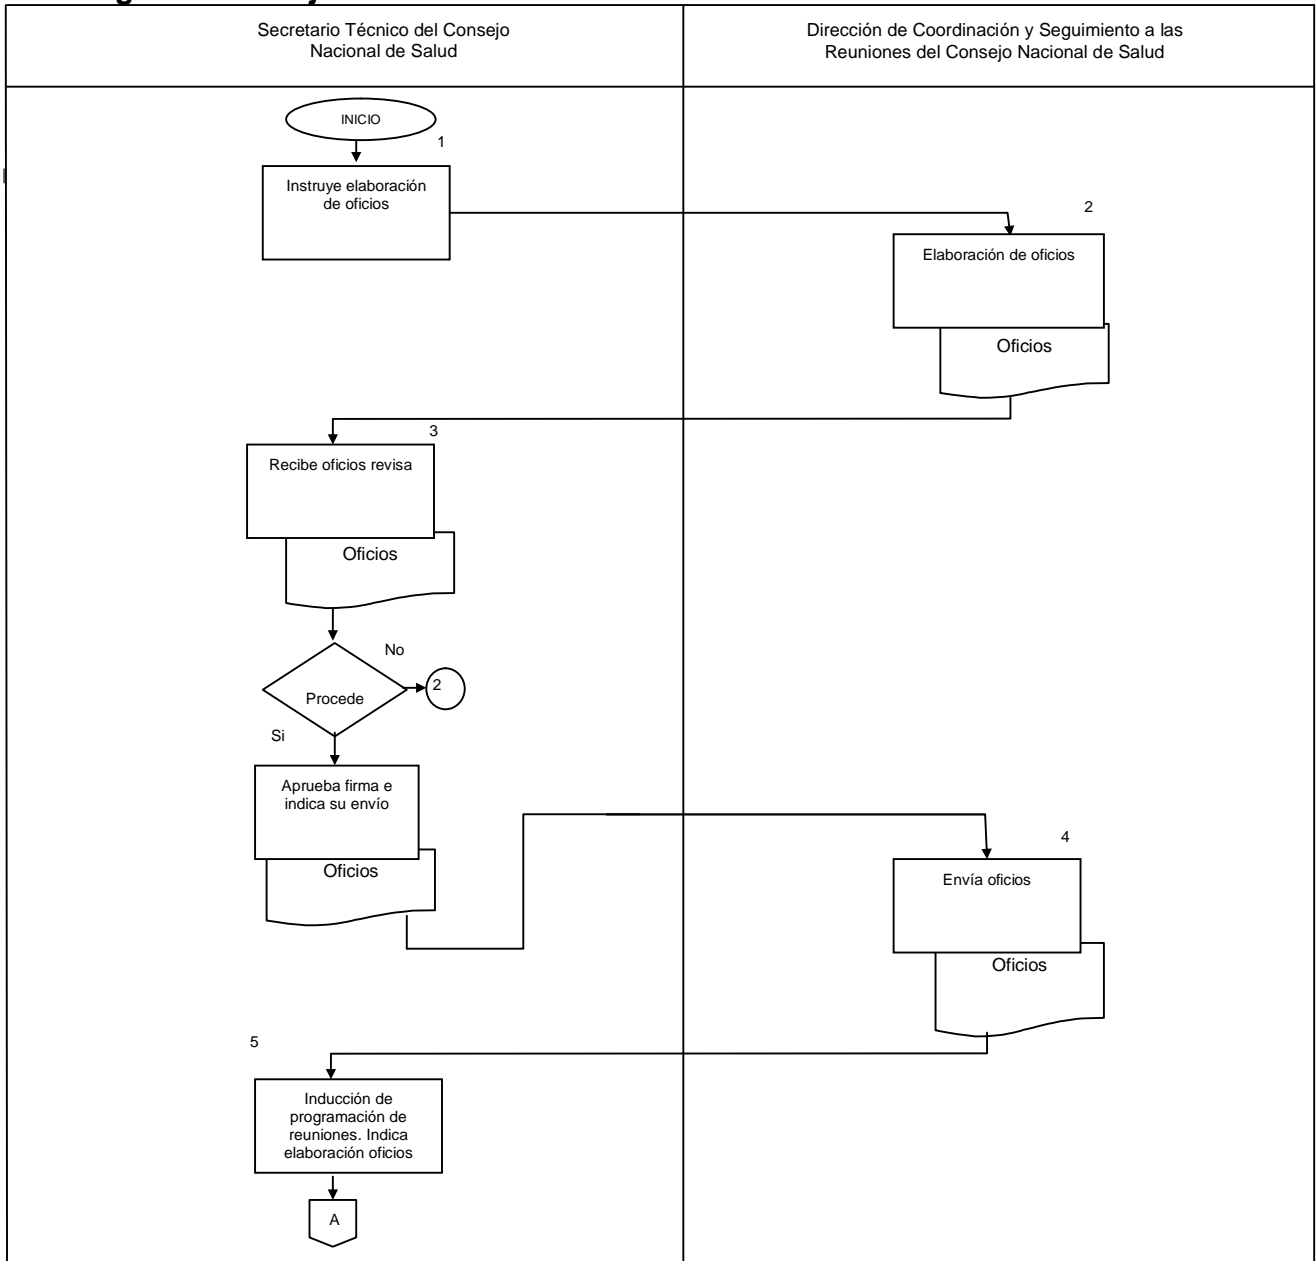 Secretario Técnico del Consejo
Nacional de Salud
Dirección de Coordinación y Seguimiento a las
Reuniones del Consejo Nacional de Salud
INICIO
1
Instruye elaboración
de oficios
2
Elaboración de oficios
Oficios
3
Recibe oficios revisa
Oficios
No
Procede
2
Si
Aprueba firma e
indica su envío
Oficios
4
Envía oficios
Oficios
5
Inducción de
programación de
reuniones. Indica
elaboración oficios
A